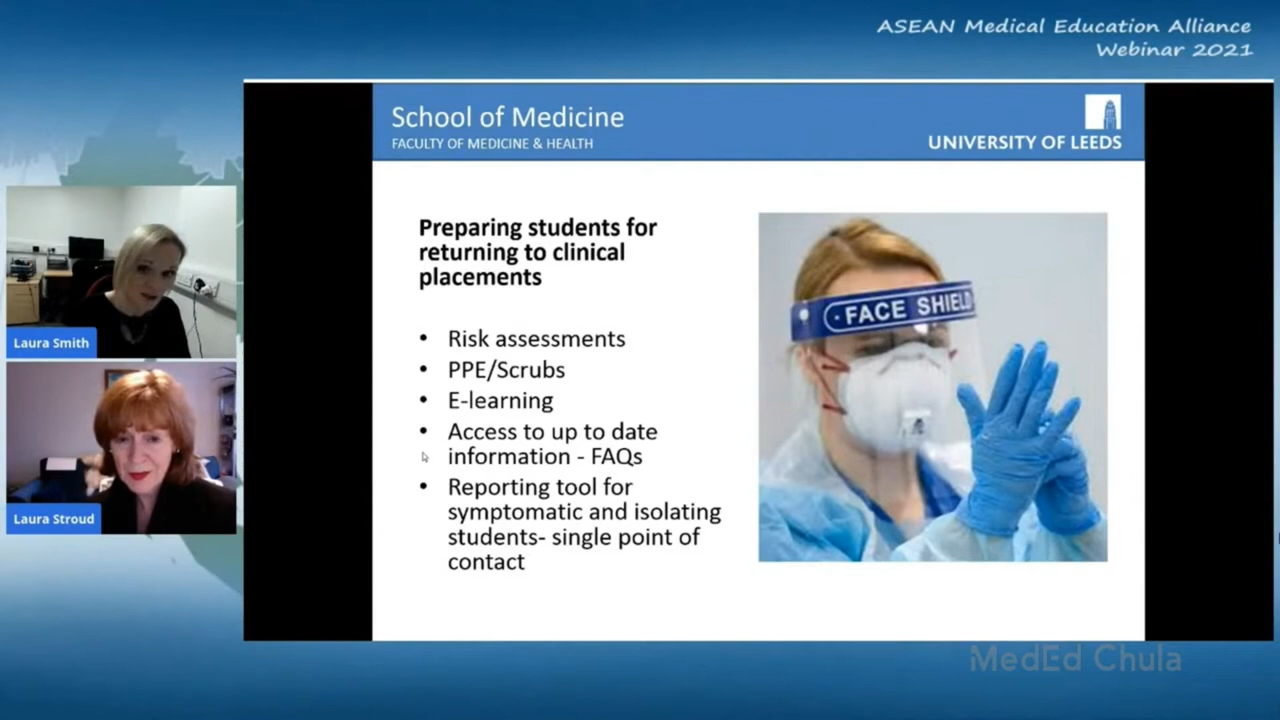 ASEAN Medical Education Alliance
Webinar 2021
School of Medicine
FACULTY OF MEDICINE & HEALTH
UNIVERSITY OF LEEDS
Laura Smith
Laura Stroud
Preparing students for
returning to clinical
placements
• Risk assessments
• PPE/Scrubs
• E-learning
• Access to up to date
information - FAQs
• Reporting tool for
symptomatic and isolating
students- single point of
contact
· FACE SHIELD
MedEd Chula